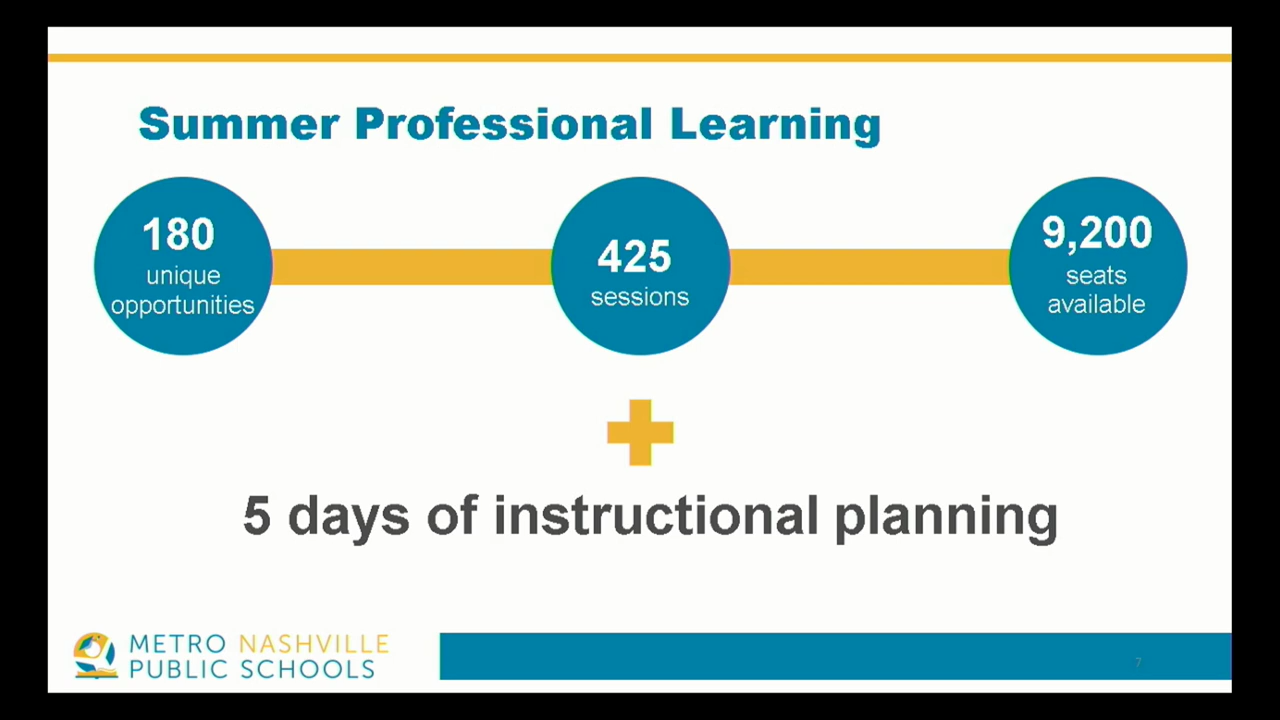 Summer Professional Learning
180
unique
opportunities
425
sessions
9,200
seats
available
5 days of instructional planning
METRO NASHVILLE
PUBLIC SCHOOLS
7